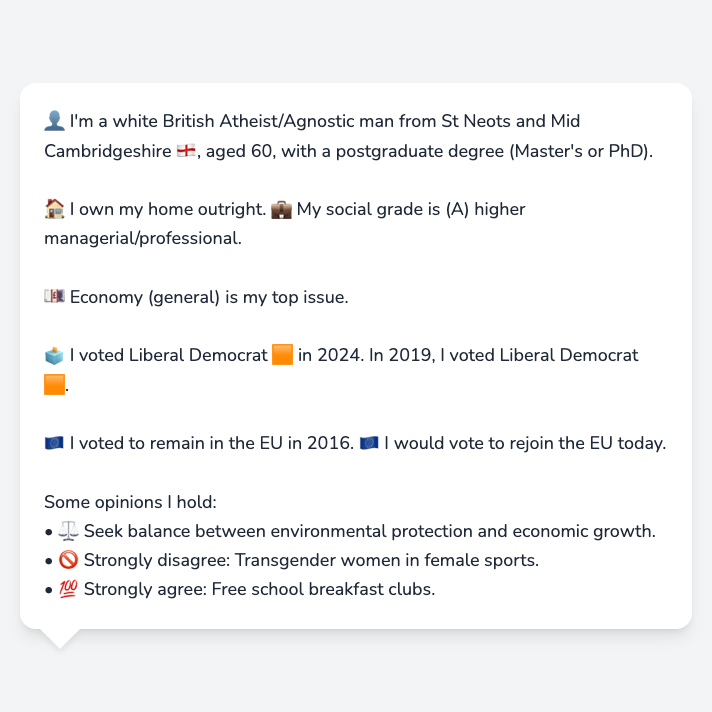 👤 I'm a white British Atheist/Agnostic man from St Neots and Mid
Cambridgeshire 🏴󠁧󠁢󠁥󠁮󠁧󠁿, aged 60, with a postgraduate degree (Master's or PhD).
🏠 I own my home outright. 💼 My social grade is (A) higher
managerial/professional.
💷 Economy (general) is my top issue.
🗳️ I voted Liberal Democrat 🟧 in 2024. In 2019, I voted Liberal Democrat
🟧.
🇪🇺 I voted to remain in the EU in 2016. 🇪🇺 I would vote to rejoin the EU today.
Some opinions I hold:
• ⚖️ Seek balance between environmental protection and economic growth.
• 🚫 Strongly disagree: Transgender women in female sports.
• 💯 Strongly agree: Free school breakfast clubs.